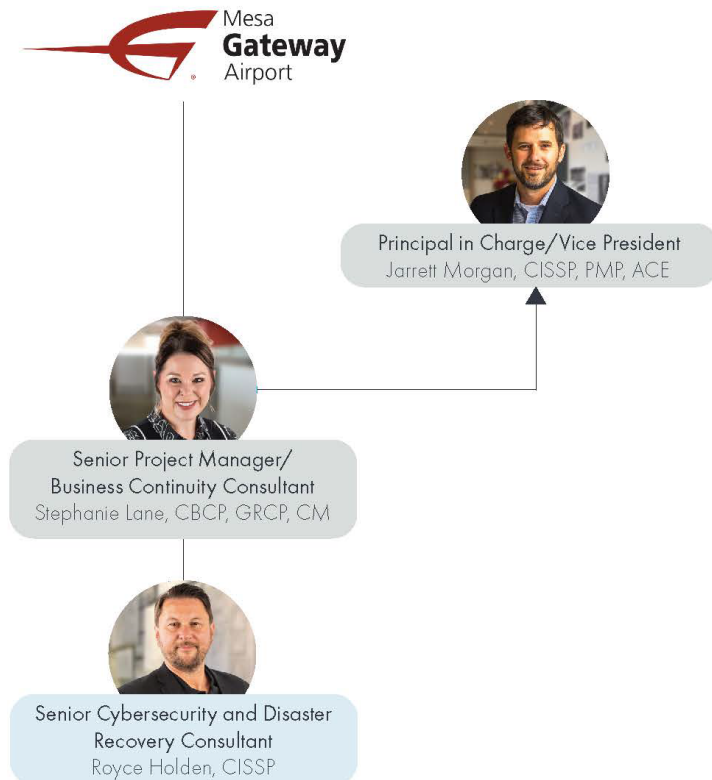 Mesa
Gateway
Airport
®
Principal in Charge/Vice President
Jarrett Morgan, CISSP, PMP, ACE
Senior Project Manager/
Business Continuity Consultant
Stephanie Lane, CBCP, GRCP, CM
Senior Cybersecurity and Disaster
Recovery Consultant
Royce Holden, CISSP